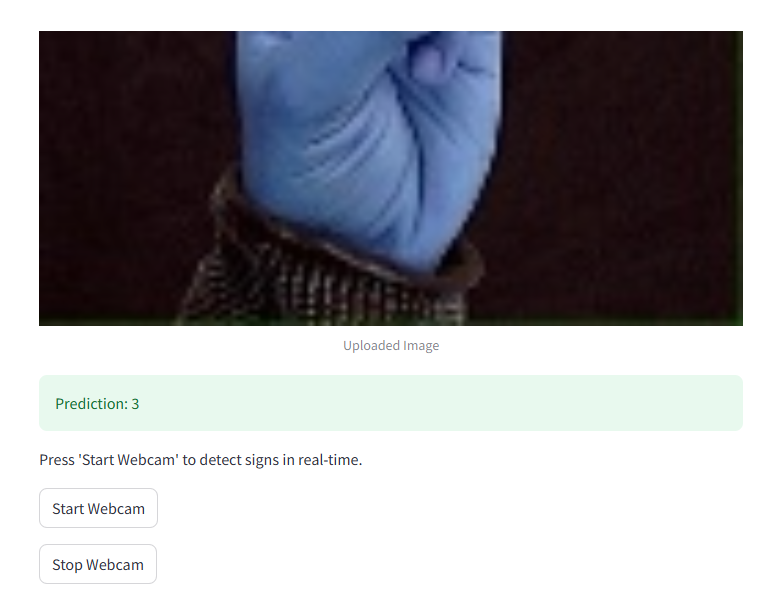 Uploaded Image
Prediction: 3
Press 'Start Webcam' to detect signs in real-time.
Start Webcam
Stop Webcam